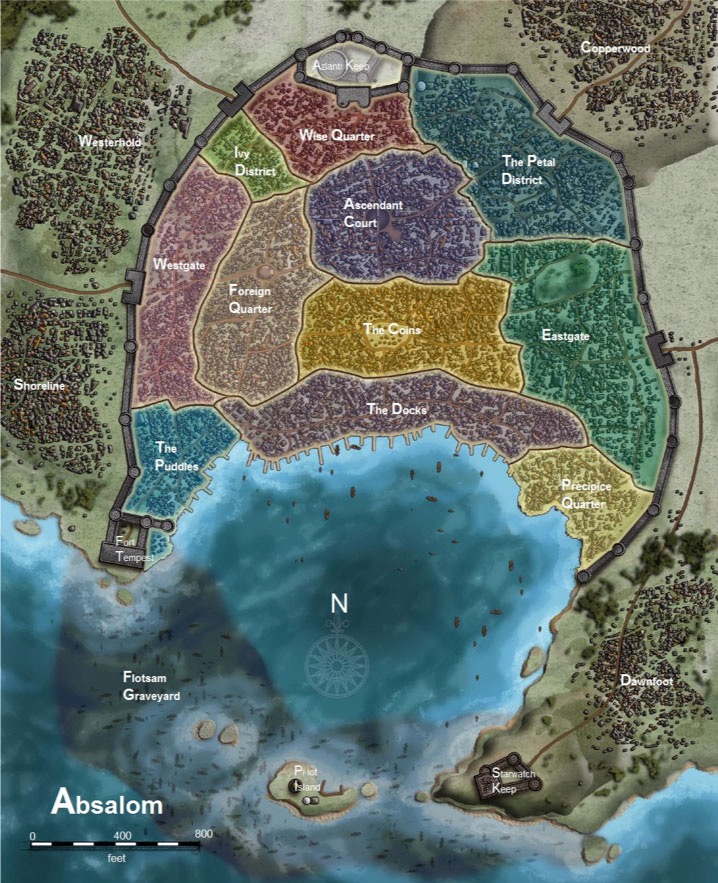 Copperwood
Azlanti Keep
Westerhold
Wise Quarter
Ivy
District
The Petal
District
Ascendant
Court
Westgate
Foreign
Quarter
The Coins
Eastgate
Shoreline
The Docks
The
Puddles
Precipice
Quarter
Fort
Tempest
N
Flotsam
Graveyard
Dawnfoot
Pilot
Island
Starwatch
Keep
Absalom
0 400 800
feet